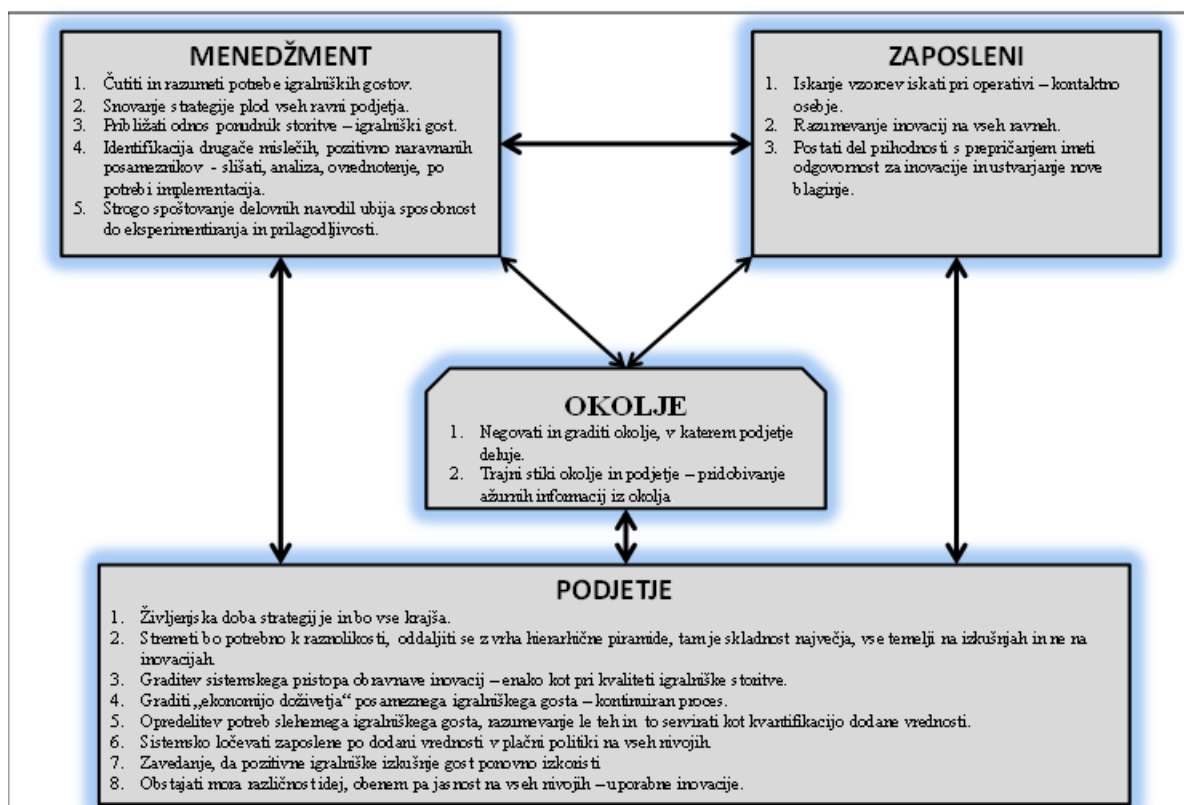 MENEDŽMENT
1. Čutiti in razumeti potrebe igralniških gostov.
2. Snovanje strategije plod vseh ravni podjetja.
3. Približati odnos ponudnik storitve – igralniški gost.
4. Identifikacija drugače mislečih, pozitivno naravnanih
posameznikov - slišati, analiza, ovrednotenje, po
potrebi implementacija.
5. Strogo spoštovanje delovnih navodil ubija sposobnost
do eksperimentiranja in prilagodljivosti.
ZAPOSLENI
1. Iskanje vzorcev iskati pri operativi – kontaktno
osebje.
2. Razumevanje inovacij na vseh ravneh.
3. Postati del prihodnosti s prepričanjem imeti
odgovornost za inovacije in ustvarjanje nove
blaginje.
OKOLJE
1. Negovati in graditi okolje, v katerem podjetje
deluje.
2. Trajni stiki okolje in podjetje – pridobivanje
ažurnih informacij iz okolja
PODJETJE
1. Življenjska doba strategij je in bo vse krajša.
2. Stremeti bo potrebno k raznolikosti, oddaljiti se z vrha hierarhične piramide, tam je skladnost največja, vse temelji na izkušnjah in ne na
inovacijah.
3. Graditev sistemskega pristopa obravnave inovacij – enako kot pri kvaliteti igralniške storitve.
4. Graditi „ekonomijo doživetja“ posameznega igralniškega gosta – kontinuiran proces.
5. Opredelitev potreb slehernega igralniškega gosta, razumevanje le teh in to servirati kot kvantifikacijo dodane vrednosti.
6. Sistemsko ločevati zaposlene po dodani vrednosti v plačni politiki na vseh nivojih.
7. Zavedanje, da pozitivne igralniške izkušnje gost ponovno izkoristi
8. Obstajati mora različnost idej, obenem pa jasnost na vseh nivojih – uporabne inovacije.